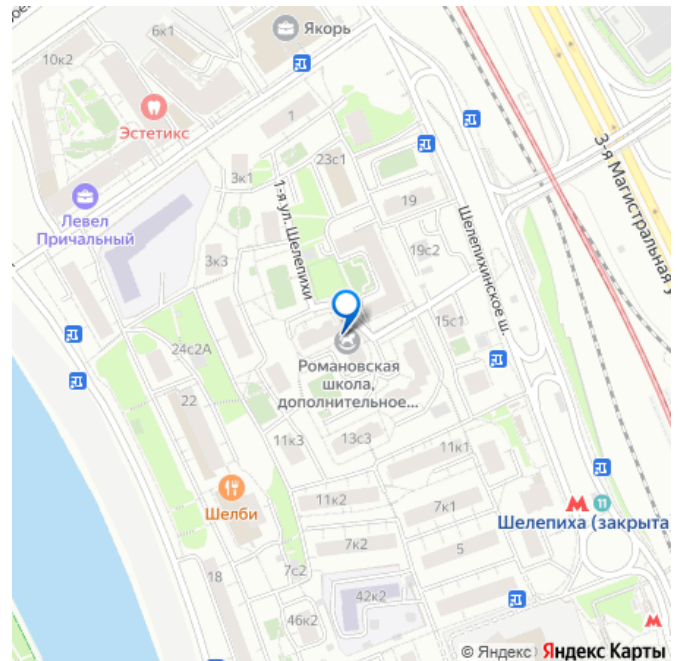 6к1
Якорь
10к2
Эстетикс
1
23с1
3к1
3-я Магистральная у
Левел
Причальный
1-я ул. Шелепихи
19
Шелепихинское ш.
3к3
19с2
15с1
24с2А
Романовская
школа,
дополнительное...
22
11к3
13с3
11к1
Шелби
11к2
7к1
11
Шелепиха (закрыта
7к2
5
18
7с2
42к2
46к2
© Яндекс Яндекс Карты